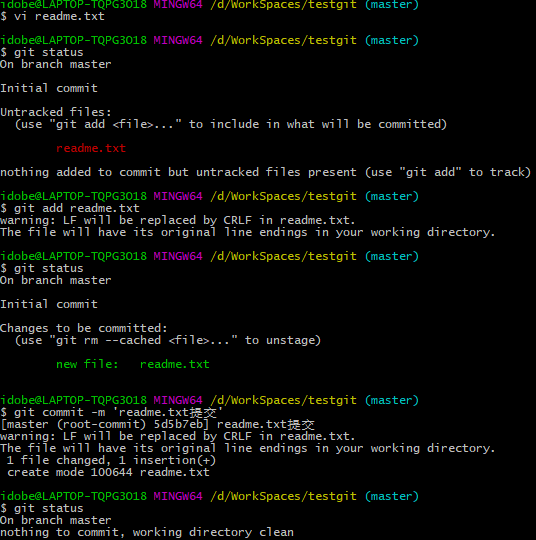 idobe@LAPTOP-TQPG3O18 MINGW64 /d/WorkSpaces/testgit (master)
$ vi readme.txt
idobe@LAPTOP-TQPG3O18 MINGW64 /d/WorkSpaces/testgit (master)
$ git status
On branch master
Initial commit
Untracked files:
(use "git add <file>..." to include in what will be committed)
readme.txt
nothing added to commit but untracked files present (use "git add" to track)
idobe@LAPTOP-TQPG3O18 MINGW64 /d/WorkSpaces/testgit (master)
$ git add readme.txt
warning: LF will be replaced by CRLF in readme.txt.
The file will have its original line endings in your working directory.
idobe@LAPTOP-TQPG3O18 MINGW64 /d/WorkSpaces/testgit (master)
$ git status
On branch master
Initial commit
Changes to be committed:
(use "git rm --cached <file>..." to unstage)
new file:   readme.txt
idobe@LAPTOP-TQPG3O18 MINGW64 /d/WorkSpaces/testgit (master)
$ git commit -m 'readme.txt提交'
[master (root-commit) 5d5b7eb] readme.txt提交
warning: LF will be replaced by CRLF in readme.txt.
The file will have its original line endings in your working directory.
1 file changed, 1 insertion(+)
create mode 100644 readme.txt
idobe@LAPTOP-TQPG3O18 MINGW64 /d/WorkSpaces/testgit (master)
$ git status
On branch master
nothing to commit, working directory clean